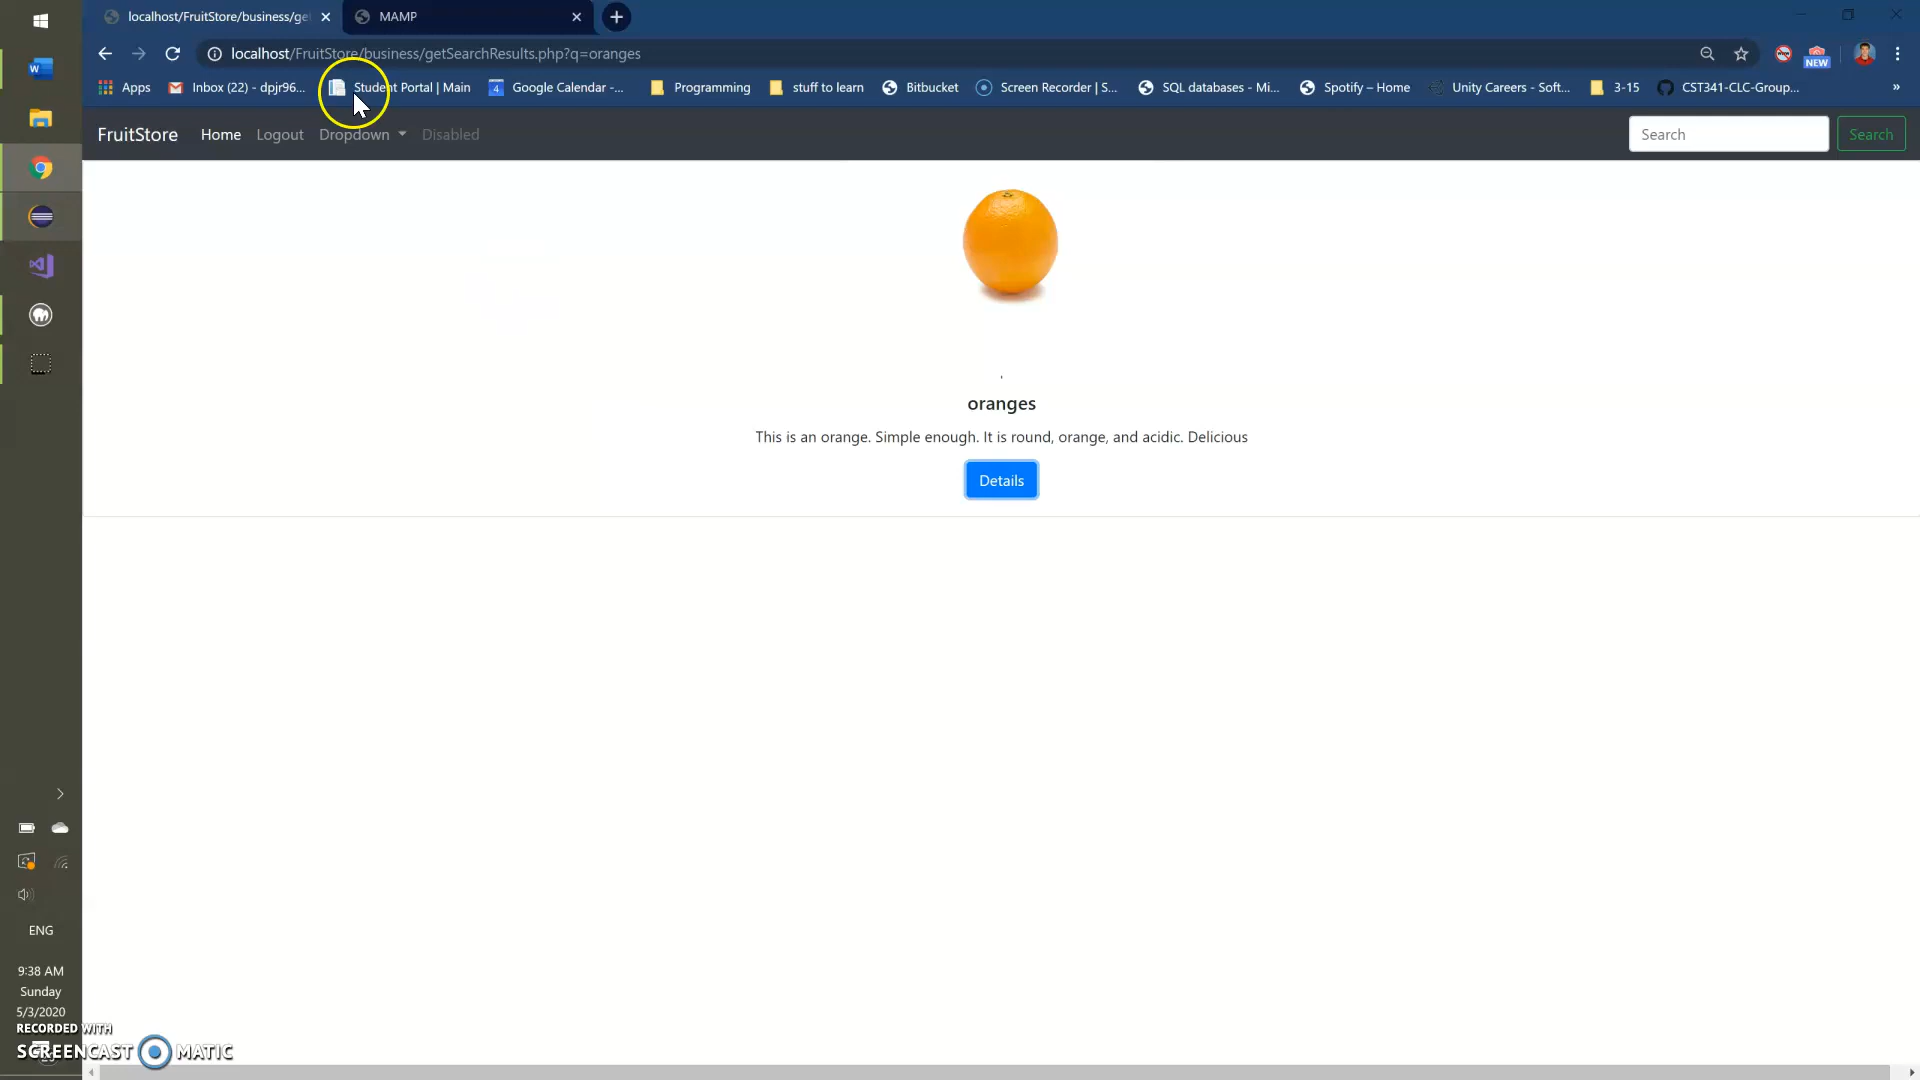 localhost/FruitStore/business/ge
MAMP
localhost/FruitStore/business/getSearchResults.php?q=oranges
NEW
Apps
Inbox (22) - dpjr96...
Student Portal | Main
4
Google Calendar -...
Programming
stuff to learn
Bitbucket
Screen Recorder | S...
SQL databases - Mi...
Spotify – Home
Unity Careers - Soft...
3-15
CST341-CLC-Group...
»
FruitStore
Home
Logout
Dropdown
Disabled
Search
Search
oranges
This is an orange. Simple enough. It is round, orange, and acidic. Delicious
Details
ENG
9:38 AM
Sunday
5/3/2020
RECORDED WITH
SCREENCAST MATIC